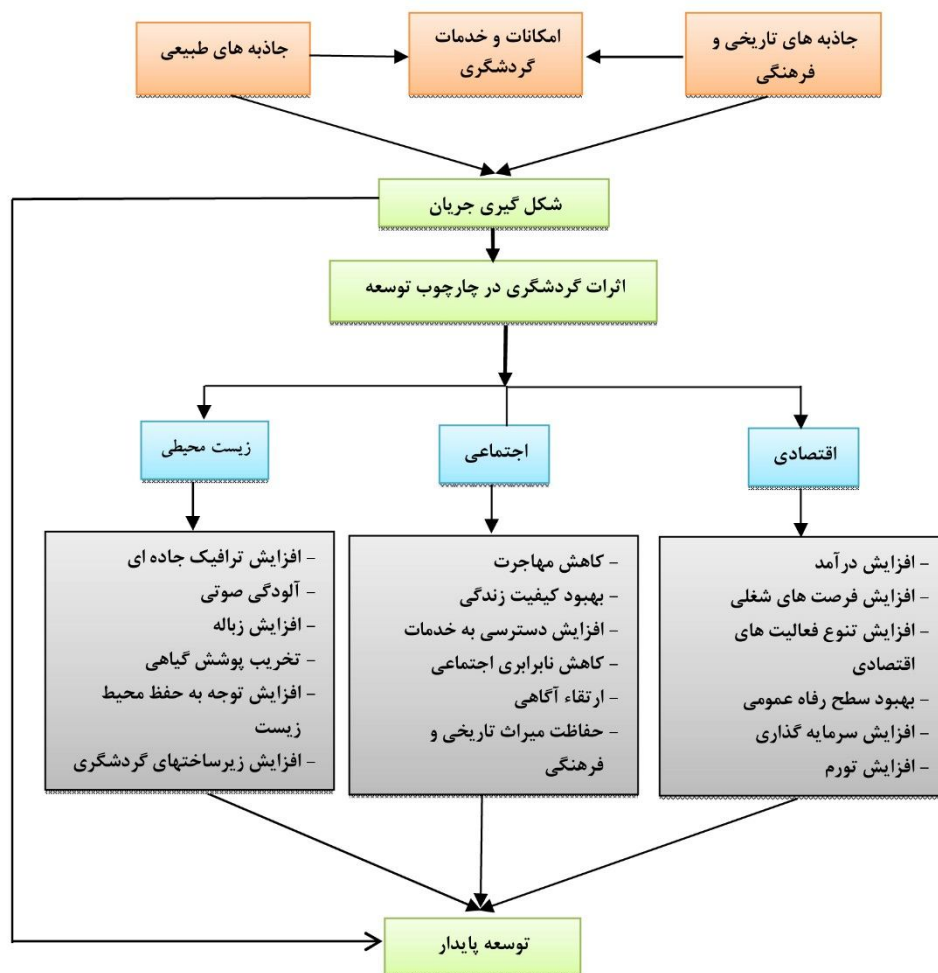 جاذبه های تاریخی و
فرهنگی
امکانات و خدمات
گردشگری
جاذبه های طبیعی
شکل گیری جریان
اثرات گردشگری در چارچوب توسعه
اقتصادی
اجتماعی
زیست محیطی
- افزایش درآمد
- افزایش فرصت های شغلی
- افزایش تنوع فعالیت های
اقتصادی
- بهبود سطح رفاه عمومی
- افزایش سرمایه گذاری
- افزایش تورم
- کاهش مهاجرت
- بهبود کیفیت زندگی
- افزایش دسترسی به خدمات
- کاهش نابرابری اجتماعی
- ارتقاء آگاهی
- حفاظت میراث تاریخی و
فرهنگی
- افزایش ترافیک جاده ای
- آلودگی صوتی
- افزایش زباله
- تخریب پوشش گیاهی
- افزایش توجه به حفظ محیط
زیست
- افزایش زیرساختهای گردشگری
توسعه پایدار